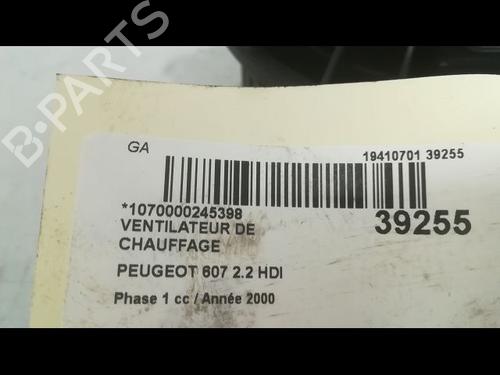 B-PARTS
GA
19410701 39255
*1070000245398
39255
VENTILATEUR DE
CHAUFFAGE
PEUGEOT 607 2.2 HDI
Phase 1 cc / Année 2000